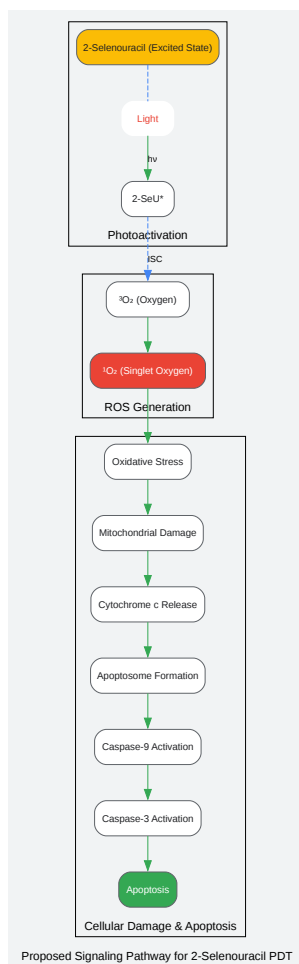 2-Selenouracil (Excited State)
Light
hν
2-SeU*
Photoactivation
ISC
³O₂ (Oxygen)
¹O₂ (Singlet Oxygen)
ROS Generation
Oxidative Stress
Mitochondrial Damage
Cytochrome c Release
Apoptosome Formation
Caspase-9 Activation
Caspase-3 Activation
Apoptosis
Cellular Damage & Apoptosis
Proposed Signaling Pathway for 2-Selenouracil PDT